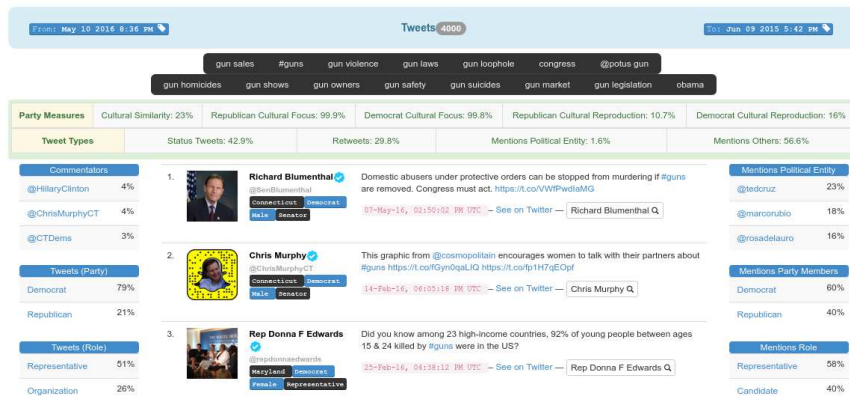 From: May 10 2016 8:36 PM
Tweets 4000
To: Jun 09 2015 5:42 PM
gun sales #guns gun violence gun laws gun loophole congress @potus gun
gun homicides gun shows gun owners gun safety gun suicides gun market gun legislation obama
Party Measures Cultural Similarity: 23% Republican Cultural Focus: 99.9% Democrat Cultural Focus: 99.8% Republican Cultural Reproduction: 10.7% Democrat Cultural Reproduction: 16%
Tweet Types Status Tweets: 42.9% Retweets: 29.8% Mentions Political Entity: 1.6% Mentions Others: 56.6%
Commentators
@HillaryClinton 4%
@ChrisMurphyCT 4%
@CTDems 3%
Tweets (Party)
Democrat 79%
Republican 21%
Tweets (Role)
Representative 51%
Organization 26%
1. Richard Blumenthal
@SenBlumenthal
Connecticut Democrat
Male Senator
Domestic abusers under protective orders can be stopped from murdering if #guns
are removed. Congress must act. https://t.co/VWfPwdIaMG
07-May-16, 02:50:02 PM UTC – See on Twitter — Richard Blumenthal
2. Chris Murphy
@ChrisMurphyCT
Connecticut Democrat
Male Senator
This graphic from @cosmopolitain encourages women to talk with their partners about
#guns https://t.co/fGyn0qaLIQ https://t.co/fp1H7qEOpf
14-Feb-16, 06:05:18 PM UTC – See on Twitter — Chris Murphy
3. Rep Donna F Edwards
@repdonnaedwards
Maryland Democrat
Female Representative
Did you know among 23 high-income countries, 92% of young people between ages
15 & 24 killed by #guns were in the US?
25-Feb-16, 04:38:12 PM UTC – See on Twitter — Rep Donna F Edwards
Mentions Political Entity
@tedcruz 23%
@marcorubio 18%
@rosadelauro 16%
Mentions Party Members
Democrat 60%
Republican 40%
Mentions Role
Representative 58%
Candidate 40%